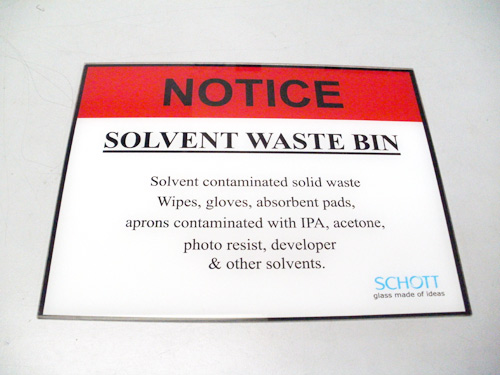 NOTICE
SOLVENT WASTE BIN
Solvent contaminated solid waste
Wipes, gloves, absorbent pads,
aprons contaminated with IPA, acetone,
photo resist, developer
& other solvents.
SCHOTT
glass made of ideas